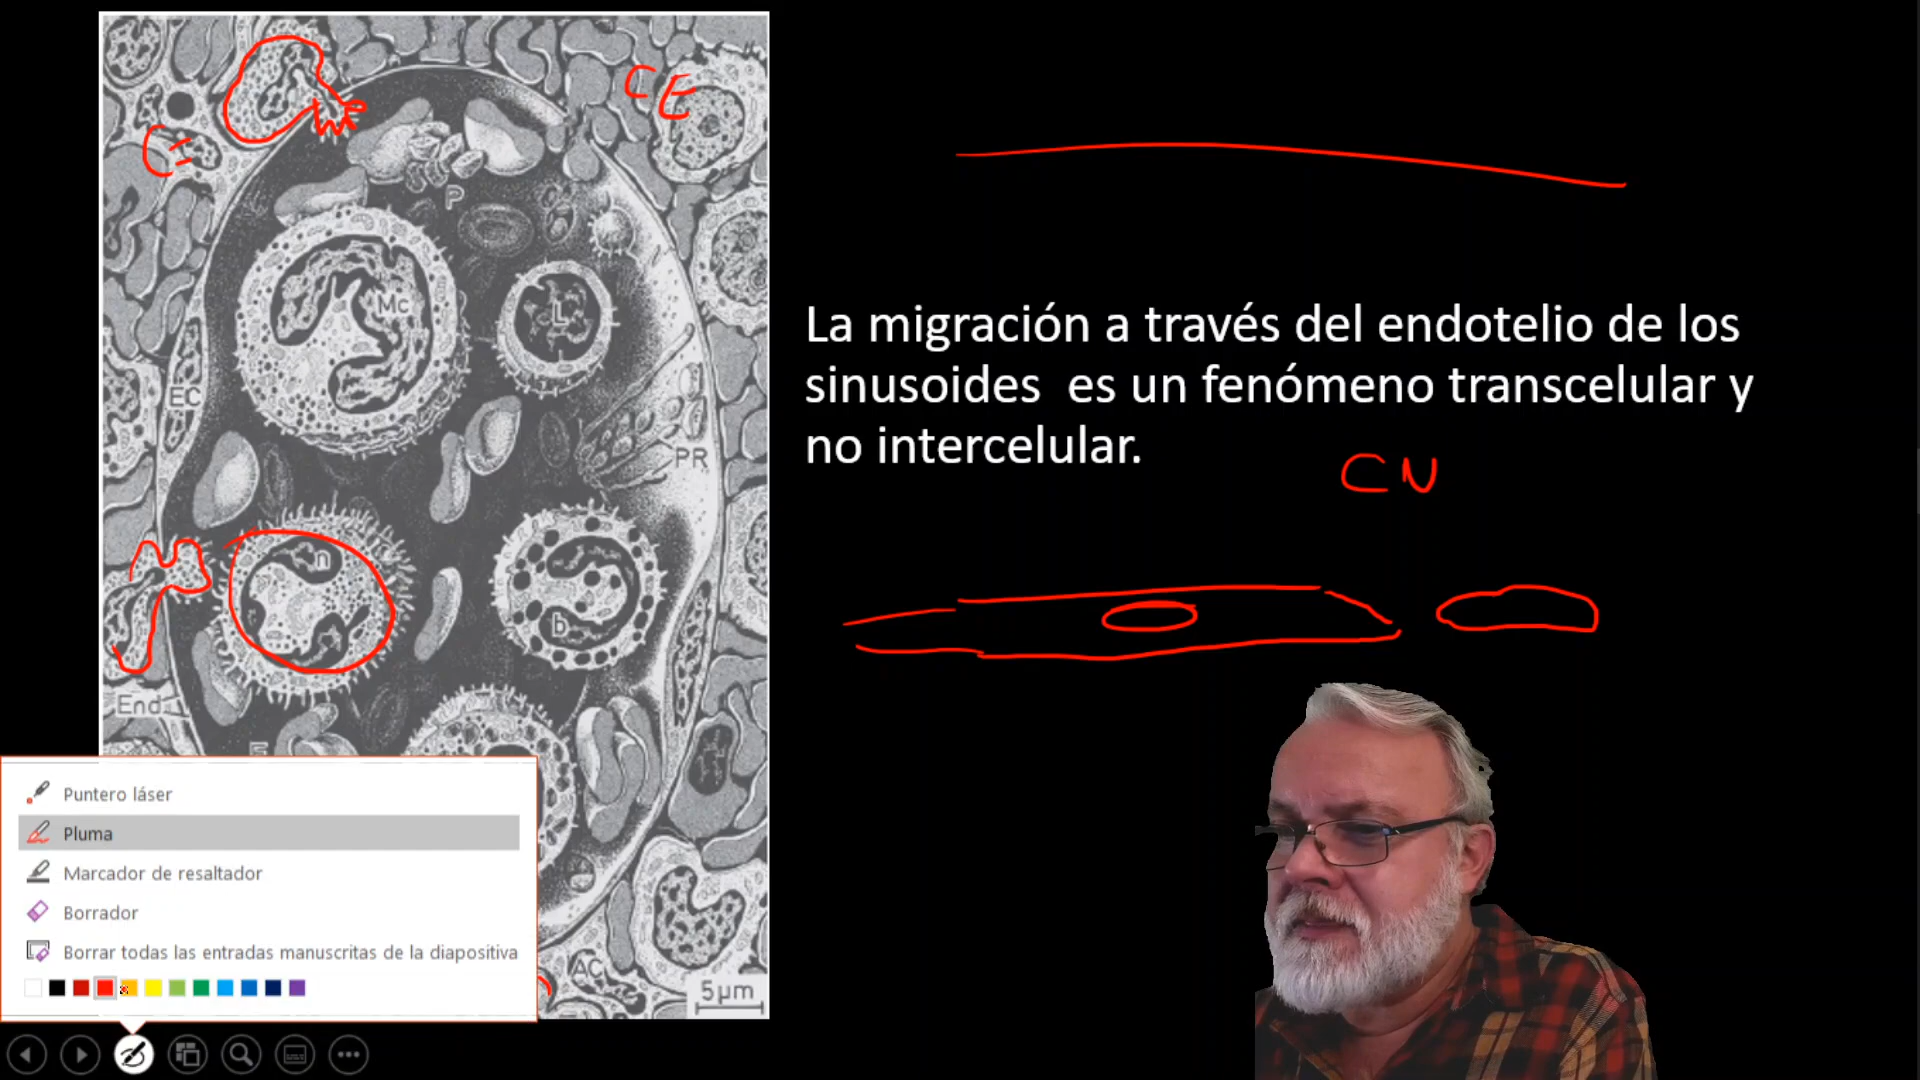 CE
CE
P
Mc
L
EC
PR
n
b
End
AC
5µm
La migración a través del endotelio de los
sinusoides es un fenómeno transcelular y
no intercelular.
CN
Puntero láser
Pluma
Marcador de resaltador
Borrador
Borrar todas las entradas manuscritas de la diapositiva